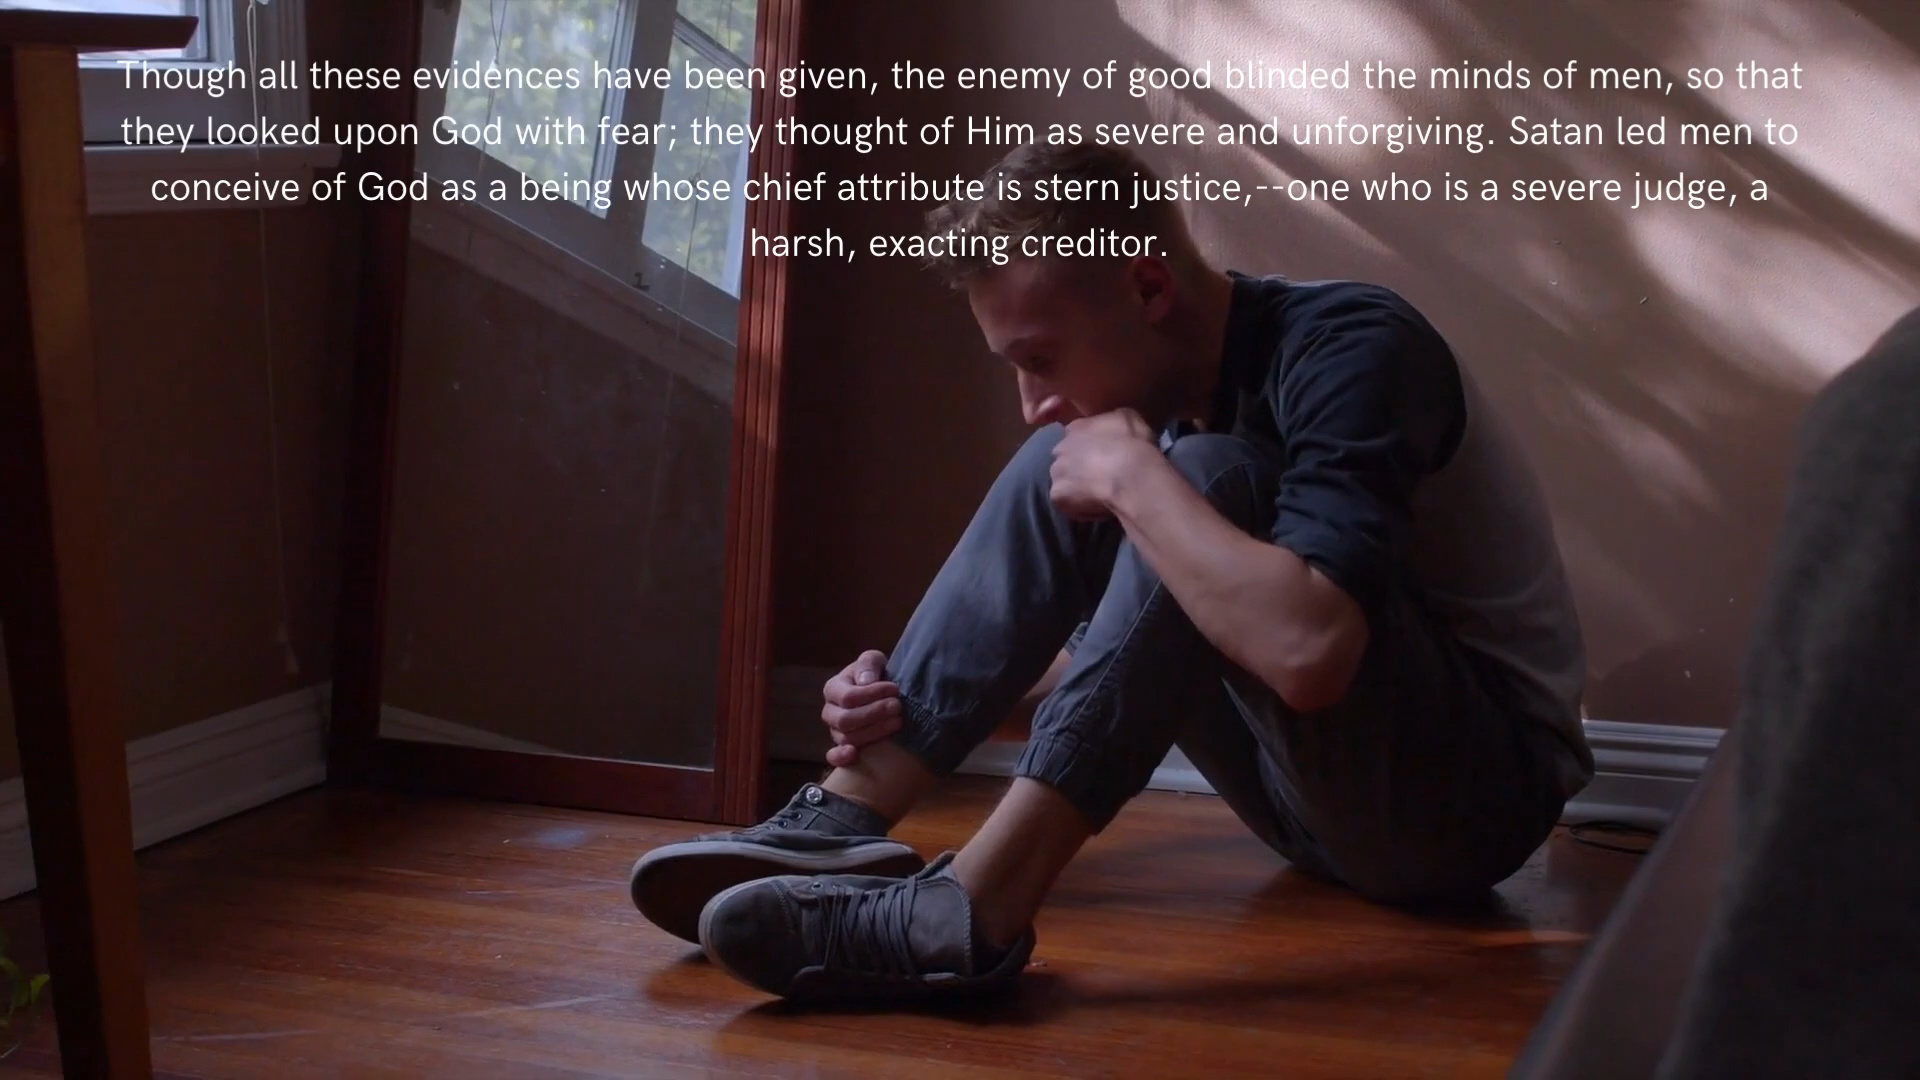 Though all these evidences have been given, the enemy of good blinded the minds of men, so that
they looked upon God with fear; they thought of Him as severe and unforgiving. Satan led men to
conceive of God as a being whose chief attribute is stern justice,--one who is a severe judge, a
harsh, exacting creditor.